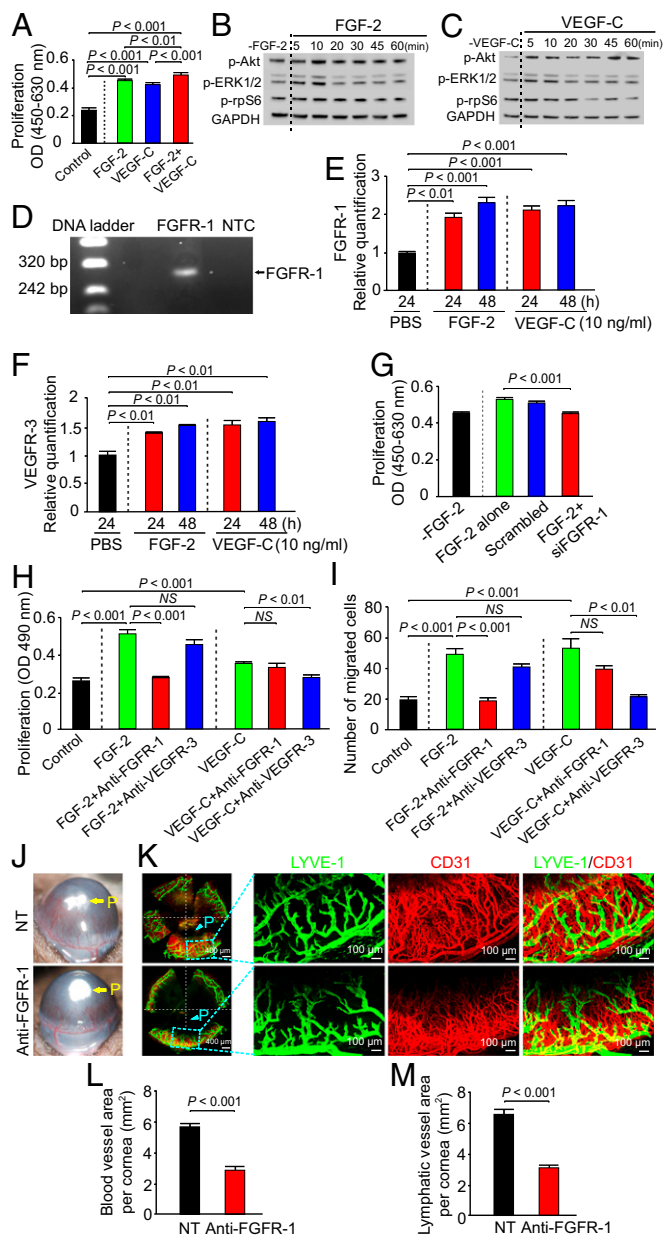 A
Proliferation
OD (450-630 nm)
P < 0.001
P < 0.01
P < 0.001
P < 0.001
P < 0.001
0.6
0.4
0.2
0
Control
FGF-2
VEGF-C
FGF-2+
VEGF-C
B
FGF-2
-FGF-2
5 10 20 30 45 60(min)
p-Akt
p-ERK1/2
p-rpS6
GAPDH
C
VEGF-C
-VEGF-C
5 10 20 30 45 60(min)
p-Akt
p-ERK1/2
p-rpS6
GAPDH
D
DNA ladder FGFR-1 NTC
320 bp
242 bp
FGFR-1
E
FGFR-1
Relative quantification
P < 0.001
P < 0.001
P < 0.001
P < 0.01
3
2
1
0
24 24 48 24 48 (h)
PBS FGF-2 VEGF-C (10 ng/ml)
F
VEGFR-3
Relative quantification
P < 0.01
P < 0.01
P < 0.01
P < 0.01
2
1.5
1
0
24 24 48 24 48 (h)
PBS FGF-2 VEGF-C (10 ng/ml)
G
Proliferation
OD (450-630 nm)
P < 0.001
0.6
0.4
0.2
0
-FGF-2
FGF-2 alone
Scrambled
FGF-2+
siFGFR-1
H
Proliferation (OD 490 nm)
P < 0.001
NS
P < 0.01
P < 0.001 P < 0.001
NS
0.6
0.4
0.2
0
Control
FGF-2
FGF-2+Anti-FGFR-1
FGF-2+Anti-VEGFR-3
VEGF-C
VEGF-C+Anti-FGFR-1
VEGF-C+Anti-VEGFR-3
I
Number of migrated cells
P < 0.001
NS
P < 0.01
P < 0.001 P < 0.001
NS
80
60
40
20
0
Control
FGF-2
FGF-2+Anti-FGFR-1
FGF-2+Anti-VEGFR-3
VEGF-C
VEGF-C+Anti-FGFR-1
VEGF-C+Anti-VEGFR-3
J
NT
P
Anti-FGFR-1
P
K
LYVE-1 CD31 LYVE-1/CD31
P
400 µm
100 µm
100 µm
100 µm
P
400 µm
100 µm
100 µm
100 µm
L
Blood vessel area
per cornea (mm²)
P < 0.001
8
6
4
2
0
NT Anti-FGFR-1
M
Lymphatic vessel area
per cornea (mm²)
P < 0.001
8
6
4
2
0
NT Anti-FGFR-1